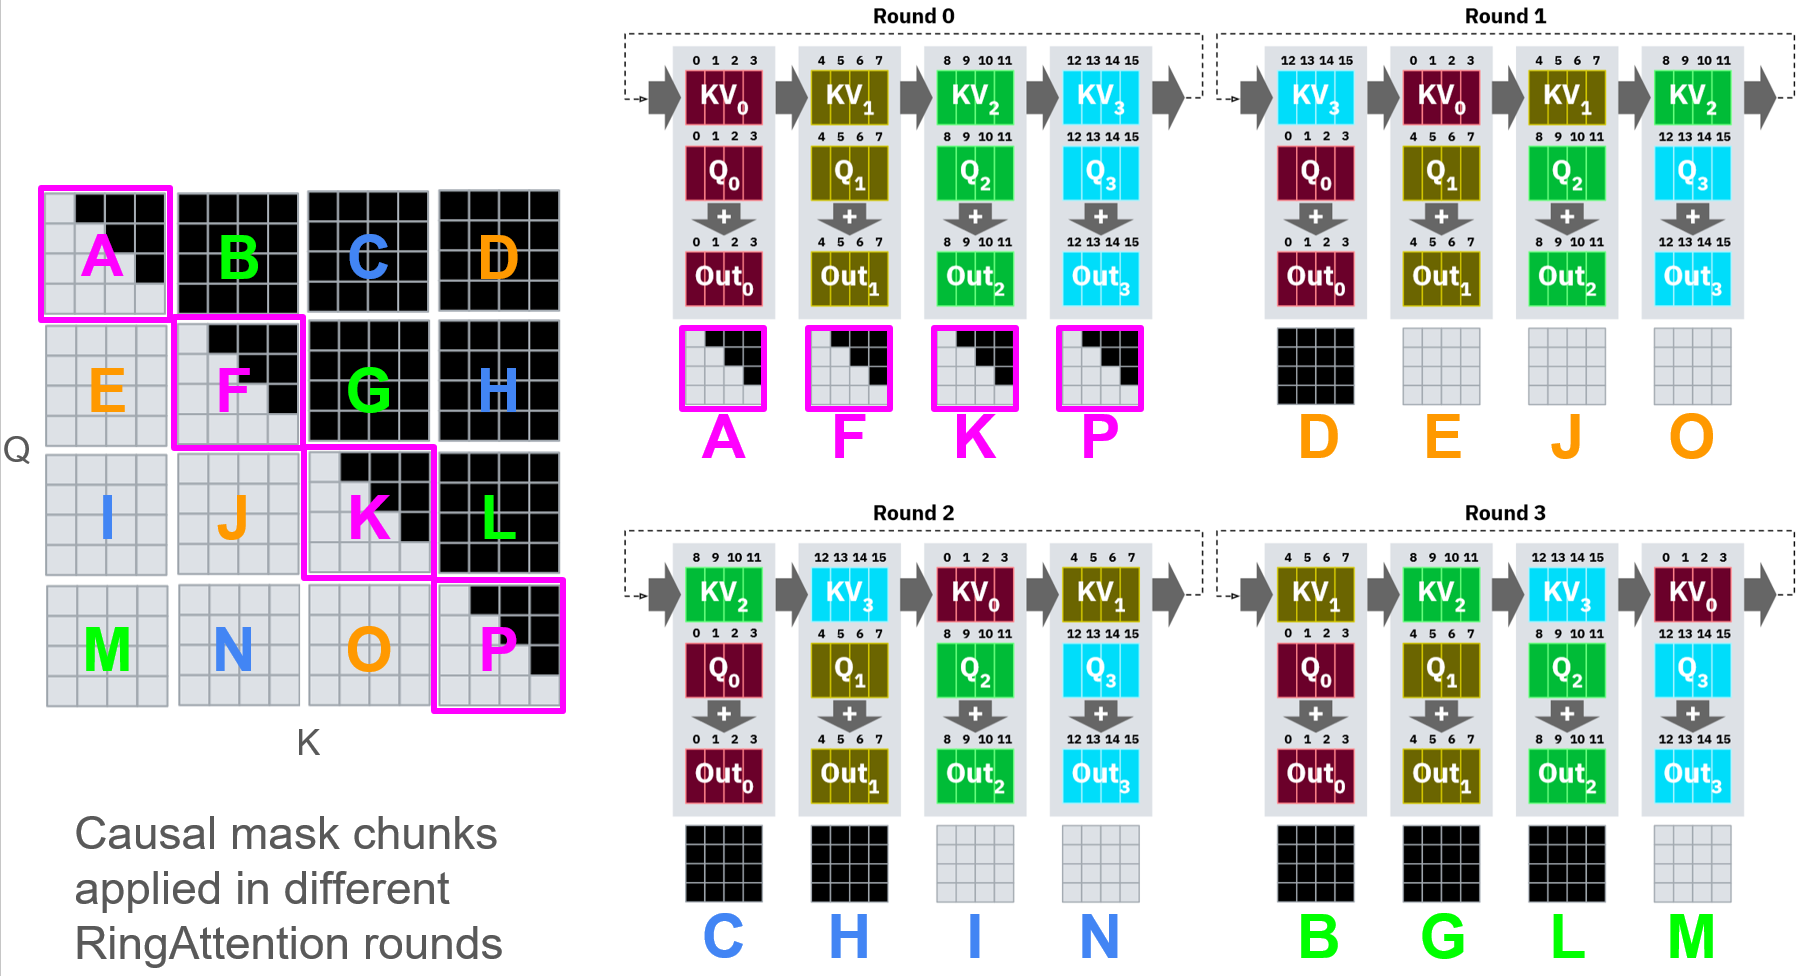 Round 0
0 1 2 3 4 5 6 7 8 9 10 11 12 13 14 15
KV0 KV1 KV2 KV3
0 1 2 3 4 5 6 7 8 9 10 11 12 13 14 15
Q0 Q1 Q2 Q3
+ + + +
0 1 2 3 4 5 6 7 8 9 10 11 12 13 14 15
Out0 Out1 Out2 Out3
A F K P
Round 1
12 13 14 15 0 1 2 3 4 5 6 7 8 9 10 11
KV3 KV0 KV1 KV2
0 1 2 3 4 5 6 7 8 9 10 11 12 13 14 15
Q0 Q1 Q2 Q3
+ + + +
0 1 2 3 4 5 6 7 8 9 10 11 12 13 14 15
Out0 Out1 Out2 Out3
D E J O
A B C D
E F G H
Q
I J K L
M N O P
K
Causal mask chunks
applied in different
RingAttention rounds
Round 2
8 9 10 11 12 13 14 15 0 1 2 3 4 5 6 7
KV2 KV3 KV0 KV1
0 1 2 3 4 5 6 7 8 9 10 11 12 13 14 15
Q0 Q1 Q2 Q3
+ + + +
0 1 2 3 4 5 6 7 8 9 10 11 12 13 14 15
Out0 Out1 Out2 Out3
C H I N
Round 3
4 5 6 7 8 9 10 11 12 13 14 15 0 1 2 3
KV1 KV2 KV3 KV0
0 1 2 3 4 5 6 7 8 9 10 11 12 13 14 15
Q0 Q1 Q2 Q3
+ + + +
0 1 2 3 4 5 6 7 8 9 10 11 12 13 14 15
Out0 Out1 Out2 Out3
B G L M